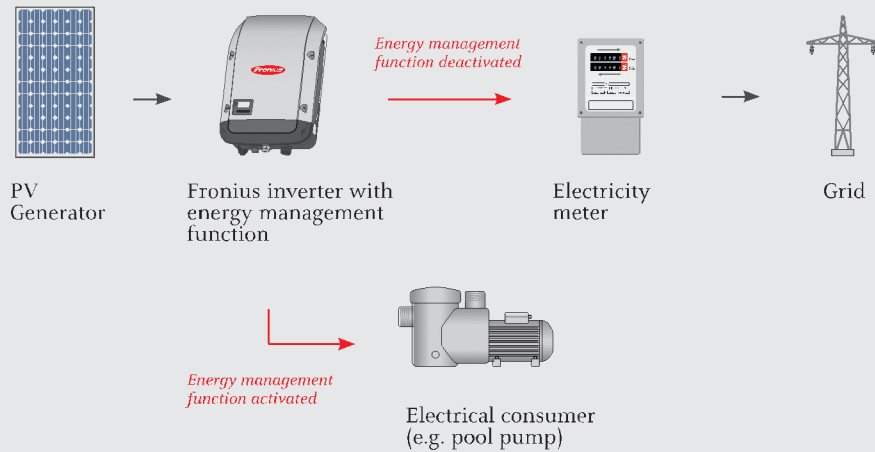 Energy management
function deactivated
Fronius
PV
Generator
Fronius inverter with
energy management
function
Electricity
meter
Grid
Energy management
function activated
Electrical consumer
(e.g. pool pump)